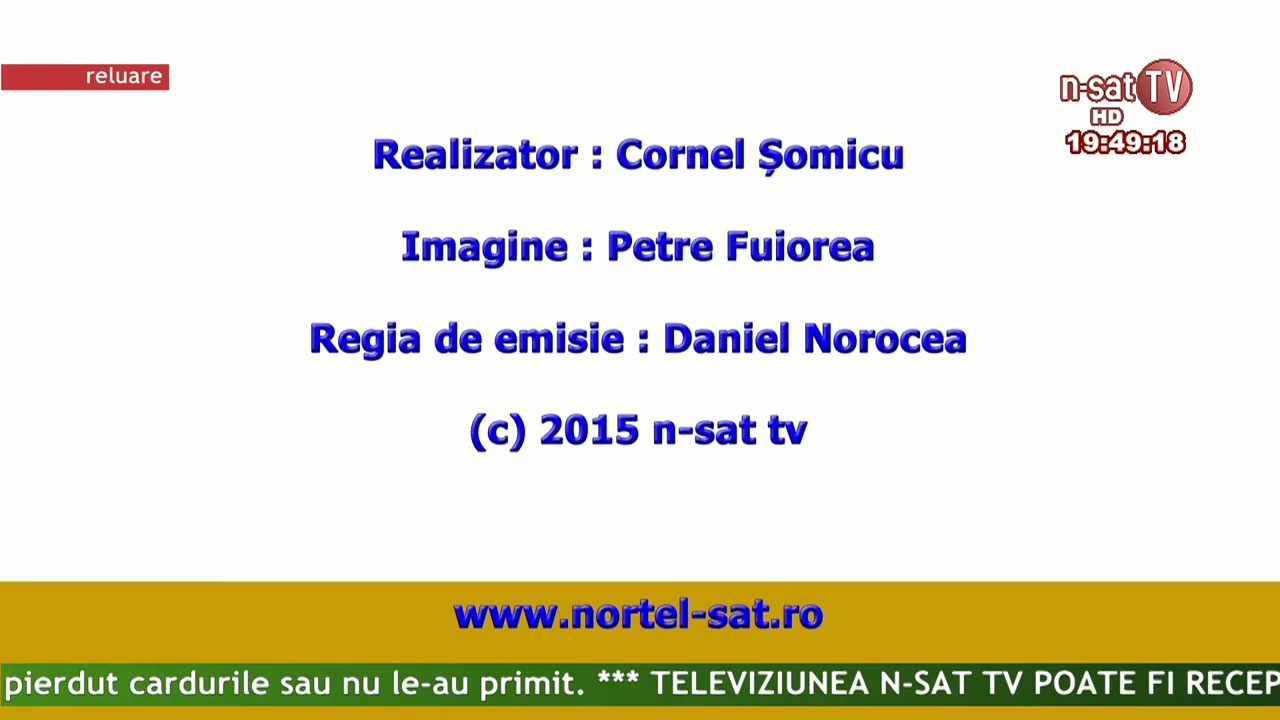 reluare
n-sat TV
HD
19:49:18
Realizator : Cornel Șomicu
Imagine : Petre Fuiorea
Regia de emisie : Daniel Norocea
(c) 2015 n-sat tv
www.nortel-sat.ro
pierdut cardurile sau nu le-au primit. *** TELEVIZIUNEA N-SAT TV POATE FI RECEP